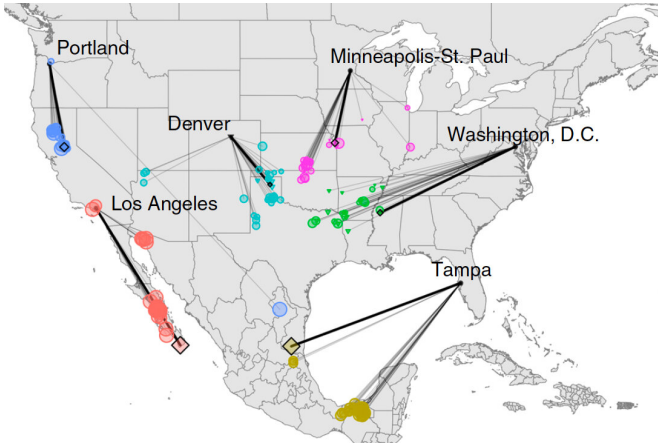 Portland
Minneapolis-St. Paul
Denver
Washington, D.C.
Los Angeles
Tampa